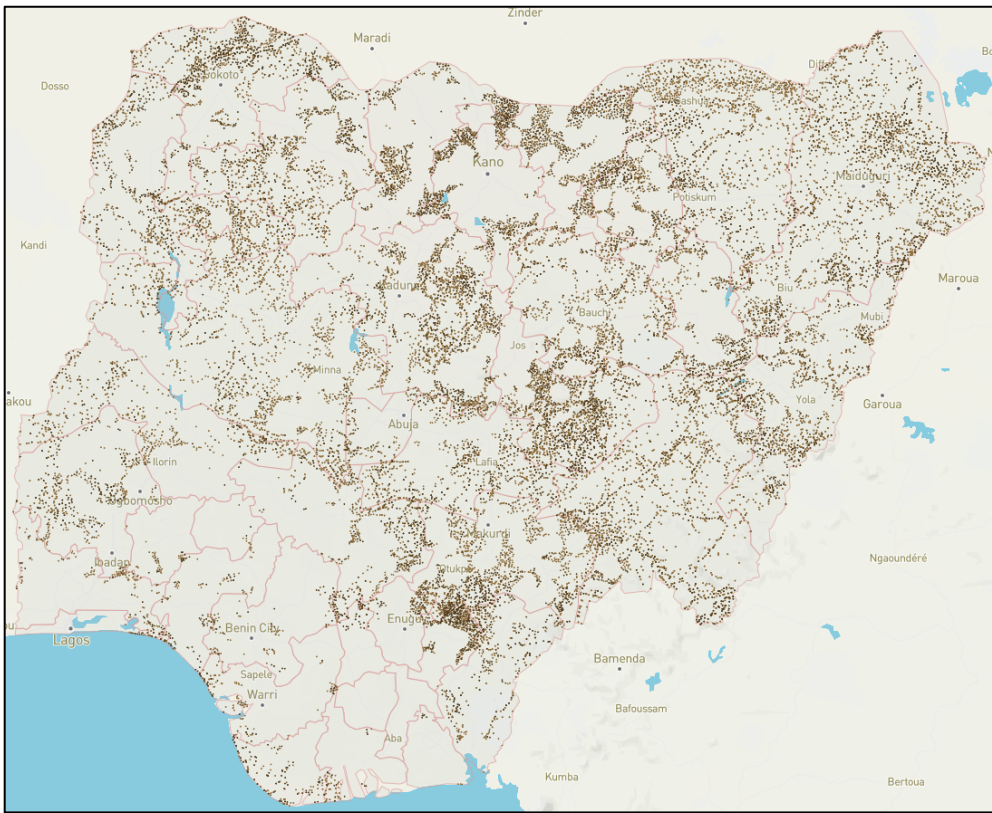 Zinder
Maradi
Diffa
Dosso
Sokoto
Gashua
Kano
Potiskum
Maiduguri
Kandi
Maroua
Kaduna
Biu
Bauchi
Mubi
Jos
Minna
akou
Abuja
Yola
Garoua
Ilorin
Lafia
Ogbomosho
Makurdi
Ibadan
Ngaoundéré
Otukpo
Enugu
Benin City
Lagos
Bamenda
Sapele
Warri
Bafoussam
Aba
Kumba
Bertoua